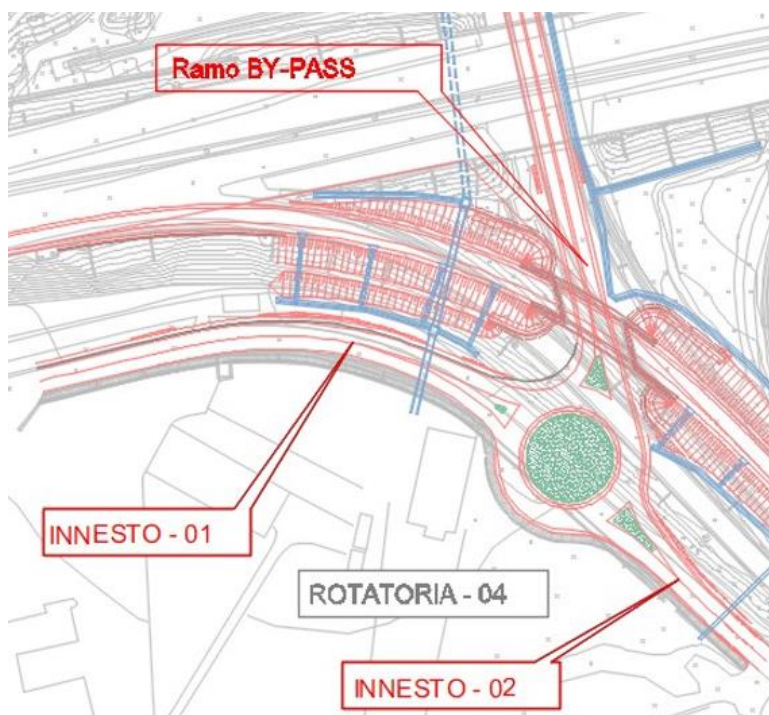 Ramo BY-PASS
INNESTO - 01
ROTATORIA - 04
INNESTO - 02